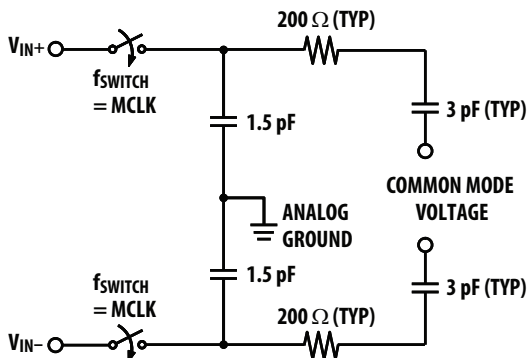 200 Ω (TYP)
VIN+
fSWITCH
= MCLK
3 pF (TYP)
1.5 pF
COMMON MODE
VOLTAGE
ANALOG
GROUND
fSWITCH
= MCLK
1.5 pF
3 pF (TYP)
200 Ω (TYP)
VIN–